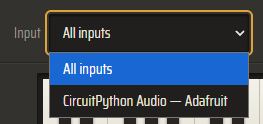 Input All inputs
All inputs
CircuitPython Audio — Adafruit